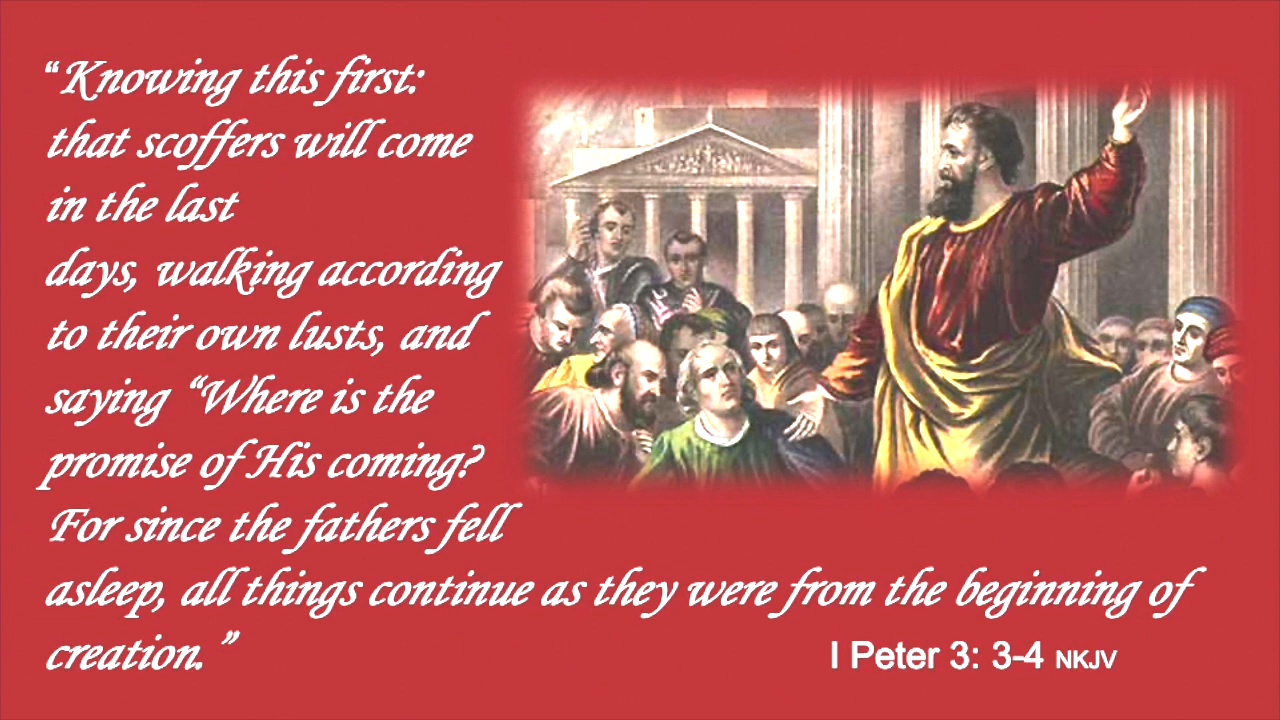 “Knowing this first:
that scoffers will come
in the last
days, walking according
to their own lusts, and
saying “Where is the
promise of His coming?
For since the fathers fell
asleep, all things continue as they were from the beginning of
creation.”
I Peter 3: 3-4 NKJV